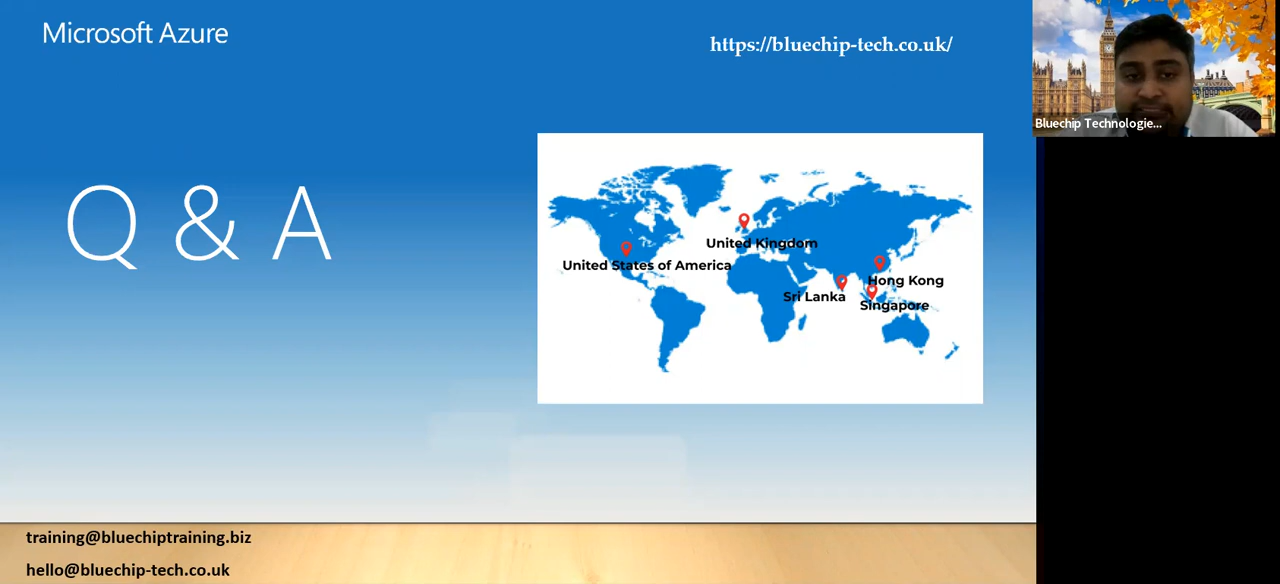 Microsoft Azure
https://bluechip-tech.co.uk/
Bluechip Technologie...
Q & A
United Kingdom
United States of America
Hong Kong
Sri Lanka
Singapore
training@bluechiptraining.biz
hello@bluechip-tech.co.uk